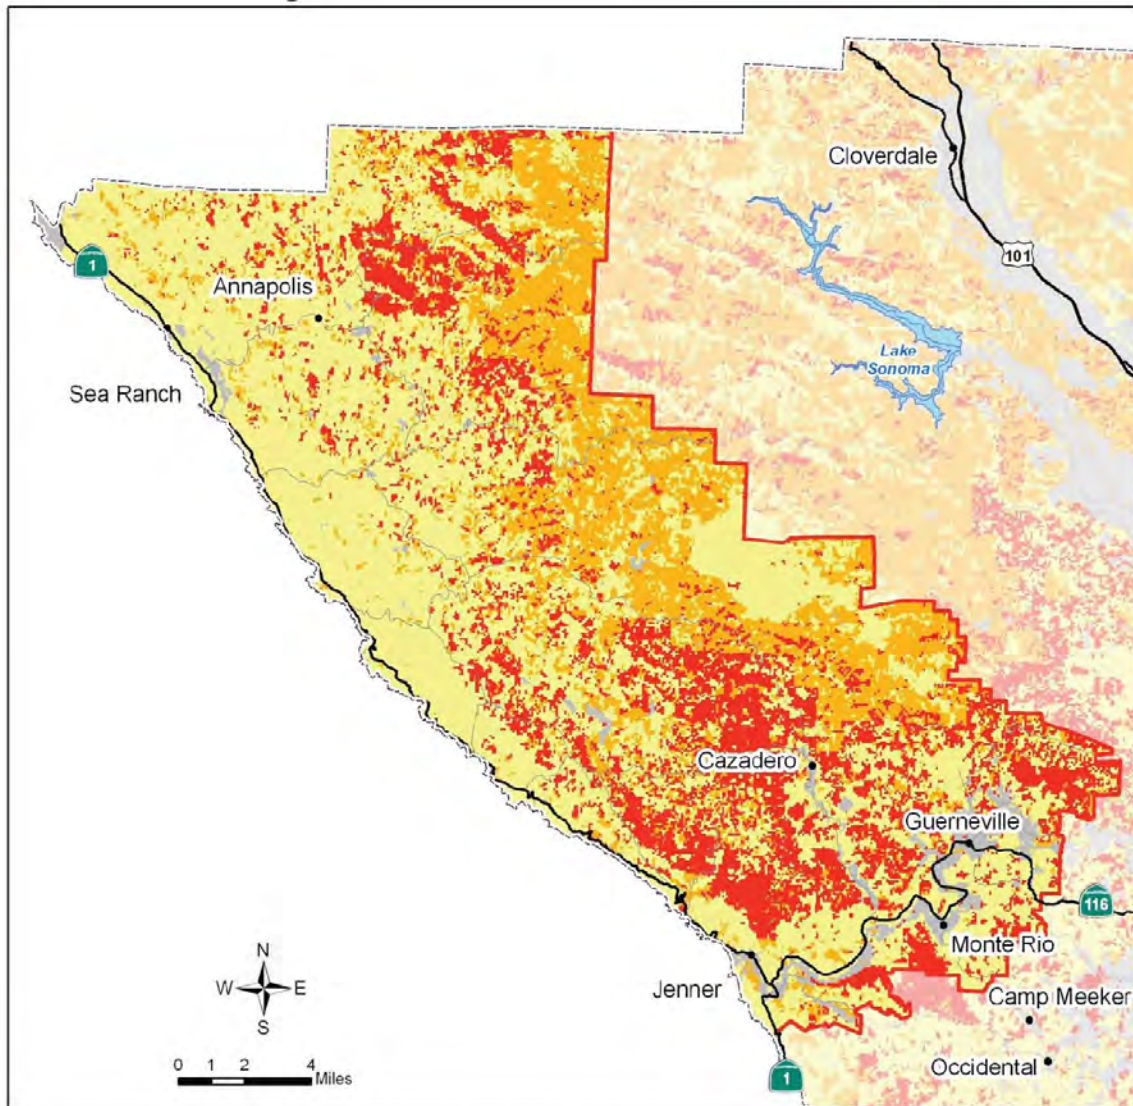 Cloverdale
101
1
Annapolis
Lake
Sonoma
Sea Ranch
Cazadero
Guerneville
116
Monte Rio
N
W E
S
Jenner
Camp Meeker
0 1 2 4
Miles
1
Occidental